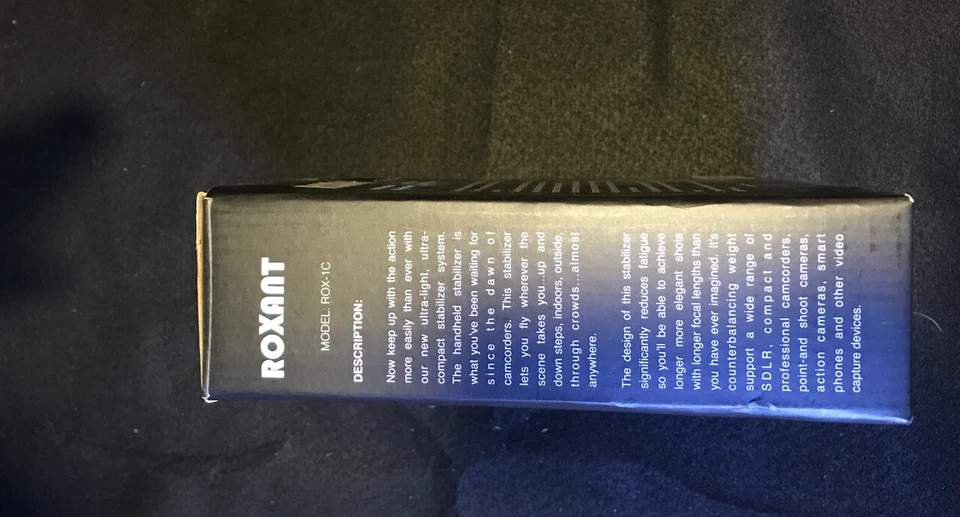 ROXANT
MODEL: ROX-1C
DESCRIPTION:
Now keep up with the action
more easily than ever with
our new ultra-light, ultra-
compact stabilizer system.
The handheld stabilizer is
what you've been waiting for
since the dawn of
camcorders. This stabilizer
lets you fly wherever the
scene takes you..up and
down steps, indoors, outside,
through crowds...almost
anywhere.
The design of this stabilizer
significantly reduces fatigue
so you'll be able to achieve
longer more elegant shots
with longer focal lengths than
you have ever imagined. It's
counterbalancing weight
support a wide range of
SDLR, compact and
professional camcorders,
point-and shoot cameras,
action cameras, smart
phones and other video
capture devices.